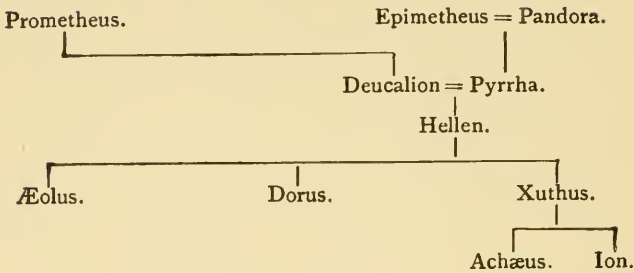 Prometheus. Epimetheus = Pandora.
Deucalion = Pyrrha.
Hellen.
Æolus. Dorus. Xuthus.
Achæus. Ion.